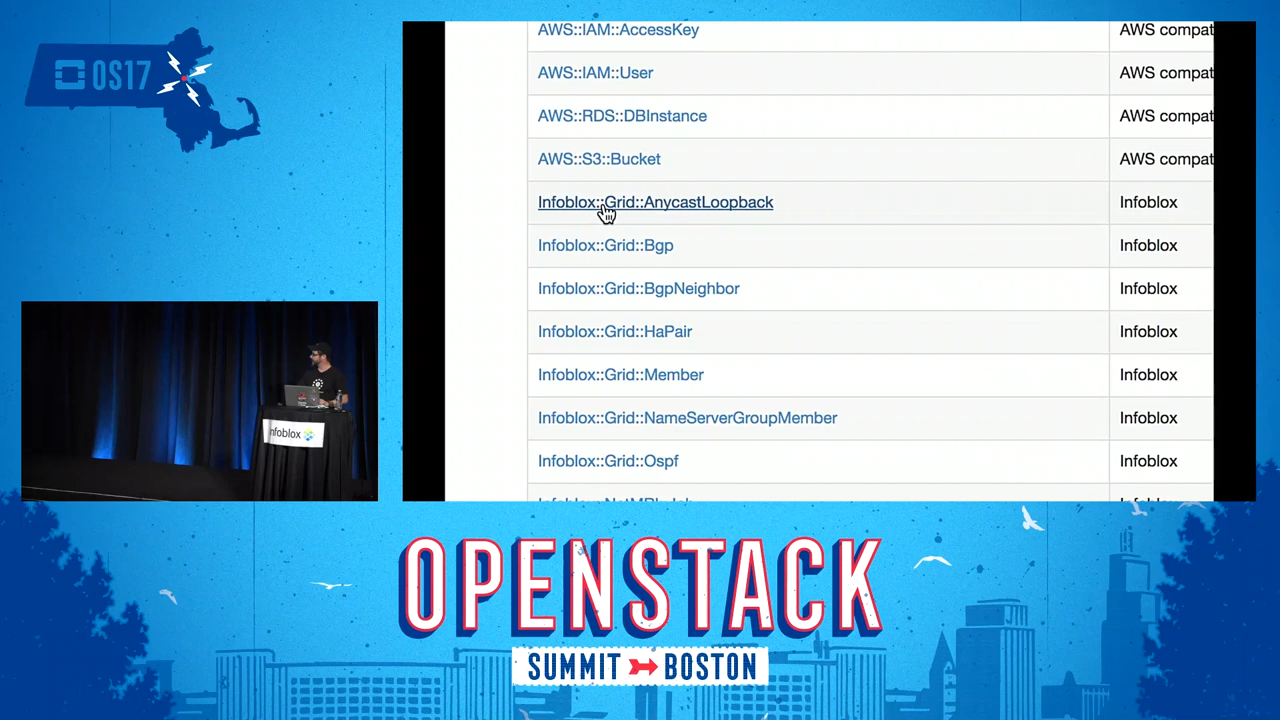 OS17
AWS::IAM::AccessKey AWS compat
AWS::IAM::User AWS compat
AWS::RDS::DBInstance AWS compat
AWS::S3::Bucket AWS compat
Infoblox::Grid::AnycastLoopback Infoblox
Infoblox::Grid::Bgp Infoblox
Infoblox::Grid::BgpNeighbor Infoblox
Infoblox::Grid::HaPair Infoblox
Infoblox::Grid::Member Infoblox
Infoblox::Grid::NameServerGroupMember Infoblox
Infoblox::Grid::Ospf Infoblox
Infoblox
OPENSTACK
SUMMIT BOSTON